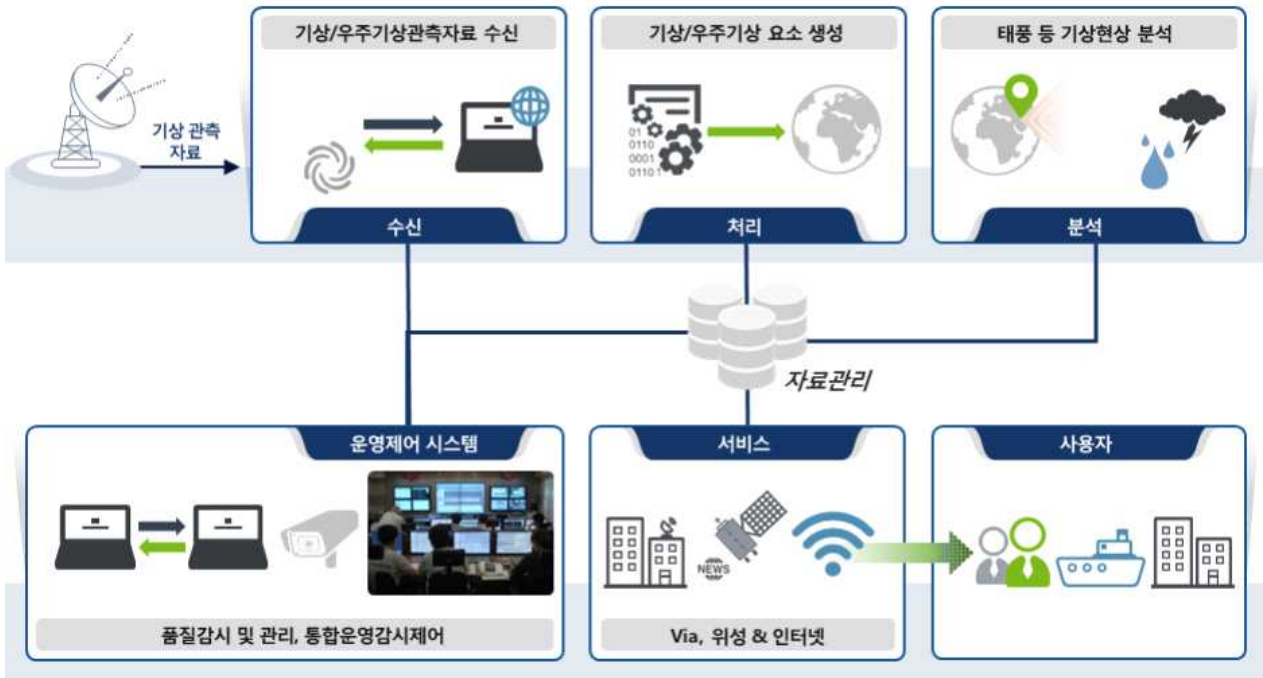 기상/우주기상관측자료 수신
기상/우주기상 요소 생성
태풍 등 기상현상 분석
기상 관측
자료
01
0110
0001
01101
수신
처리
분석
자료관리
운영제어 시스템
서비스
사용자
NEWS
품질감시 및 관리, 통합운영감시제어
Via, 위성 & 인터넷